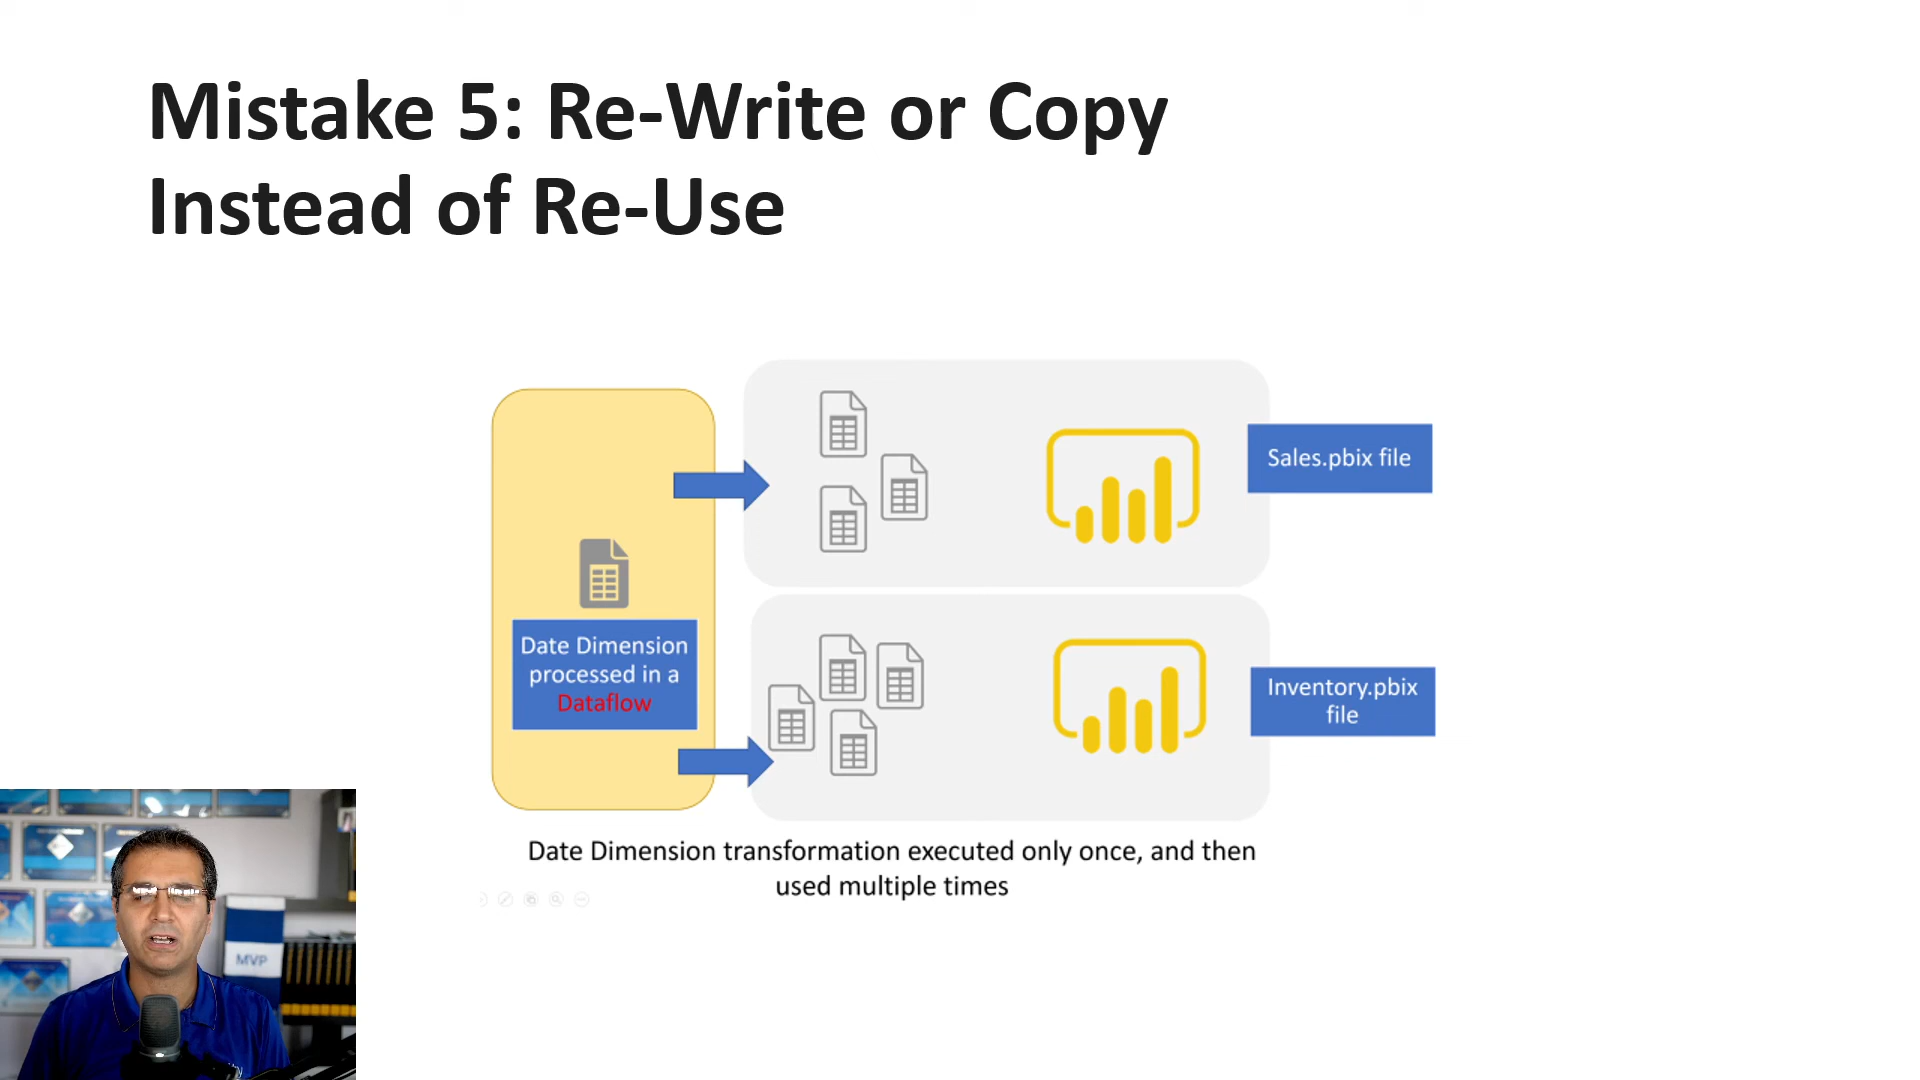 Mistake 5: Re-Write or Copy
Instead of Re-Use
Sales.pbix file
Date Dimension
processed in a
Dataflow
Inventory.pbix
file
Date Dimension transformation executed only once, and then
used multiple times
MVP